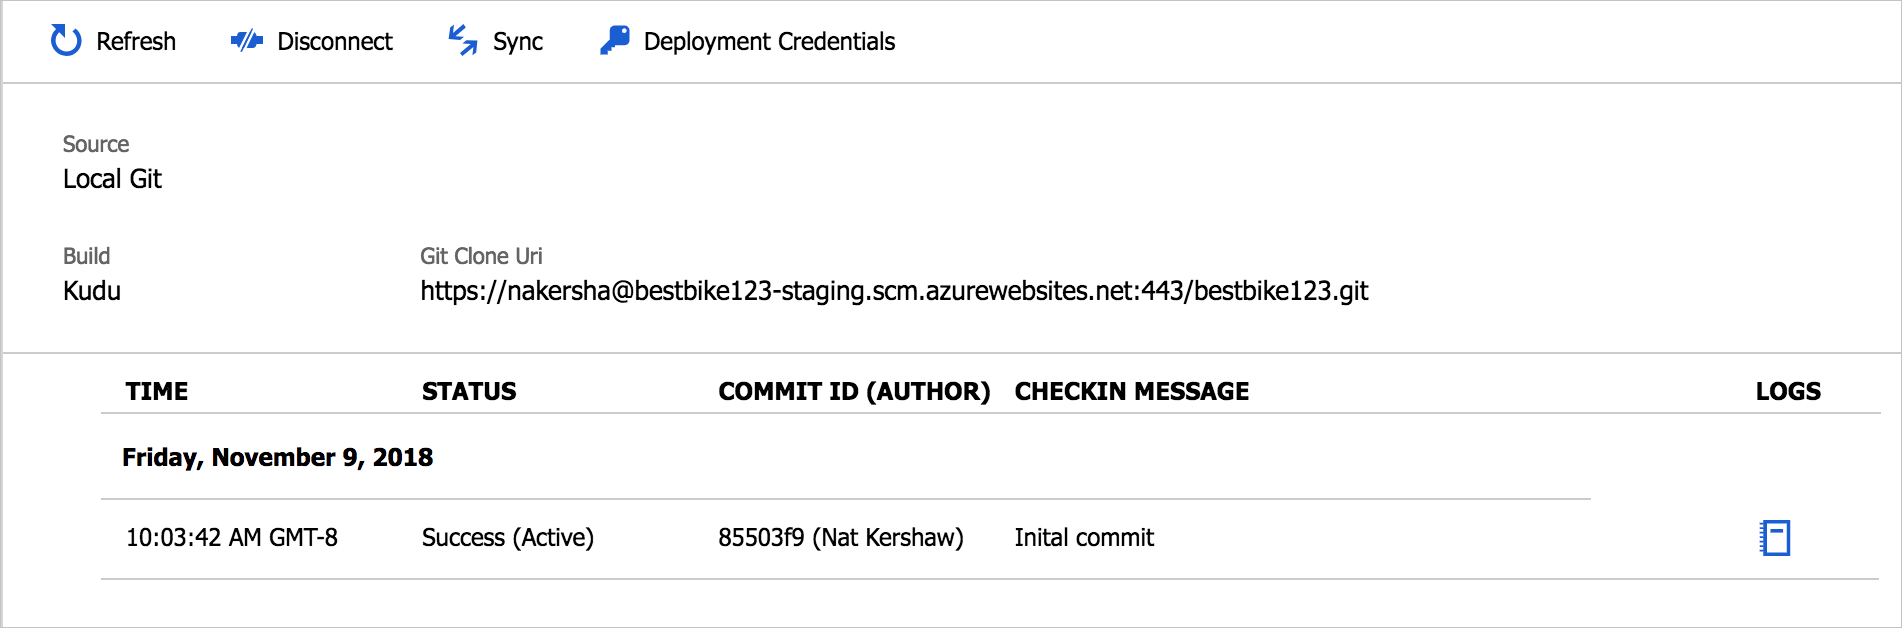 Refresh Disconnect Sync Deployment Credentials
Source
Local Git
Build Git Clone Uri
Kudu https://nakersha@bestbike123-staging.scm.azurewebsites.net:443/bestbike123.git
TIME STATUS COMMIT ID (AUTHOR) CHECKIN MESSAGE LOGS
Friday, November 9, 2018
10:03:42 AM GMT-8 Success (Active) 85503f9 (Nat Kershaw) Inital commit